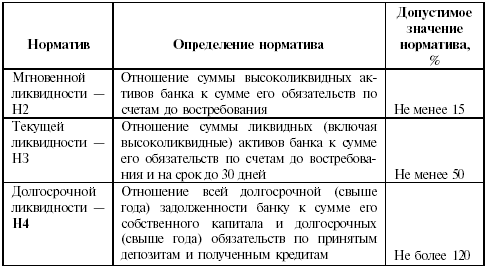 Норматив
Определение норматива
Допустимое
значение
норматива,
%
Мгновенной
ликвидности —
Н2
Отношение суммы высоколиквидных ак-
тивов банка к сумме его обязательств по
счетам до востребования
Не менее 15
Текущей
ликвидности —
Н3
Отношение суммы ликвидных (включая
высоколиквидные) активов банка к сумме
его обязательств по счетам до востребова-
ния и на срок до 30 дней
Не менее 50
Долгосрочной
ликвидности —
Н4
Отношение всей долгосрочной (свыше
года) задолженности банку к сумме его
собственного капитала и долгосрочных
(свыше года) обязательств по принятым
депозитам и полученным кредитам
Не более 120